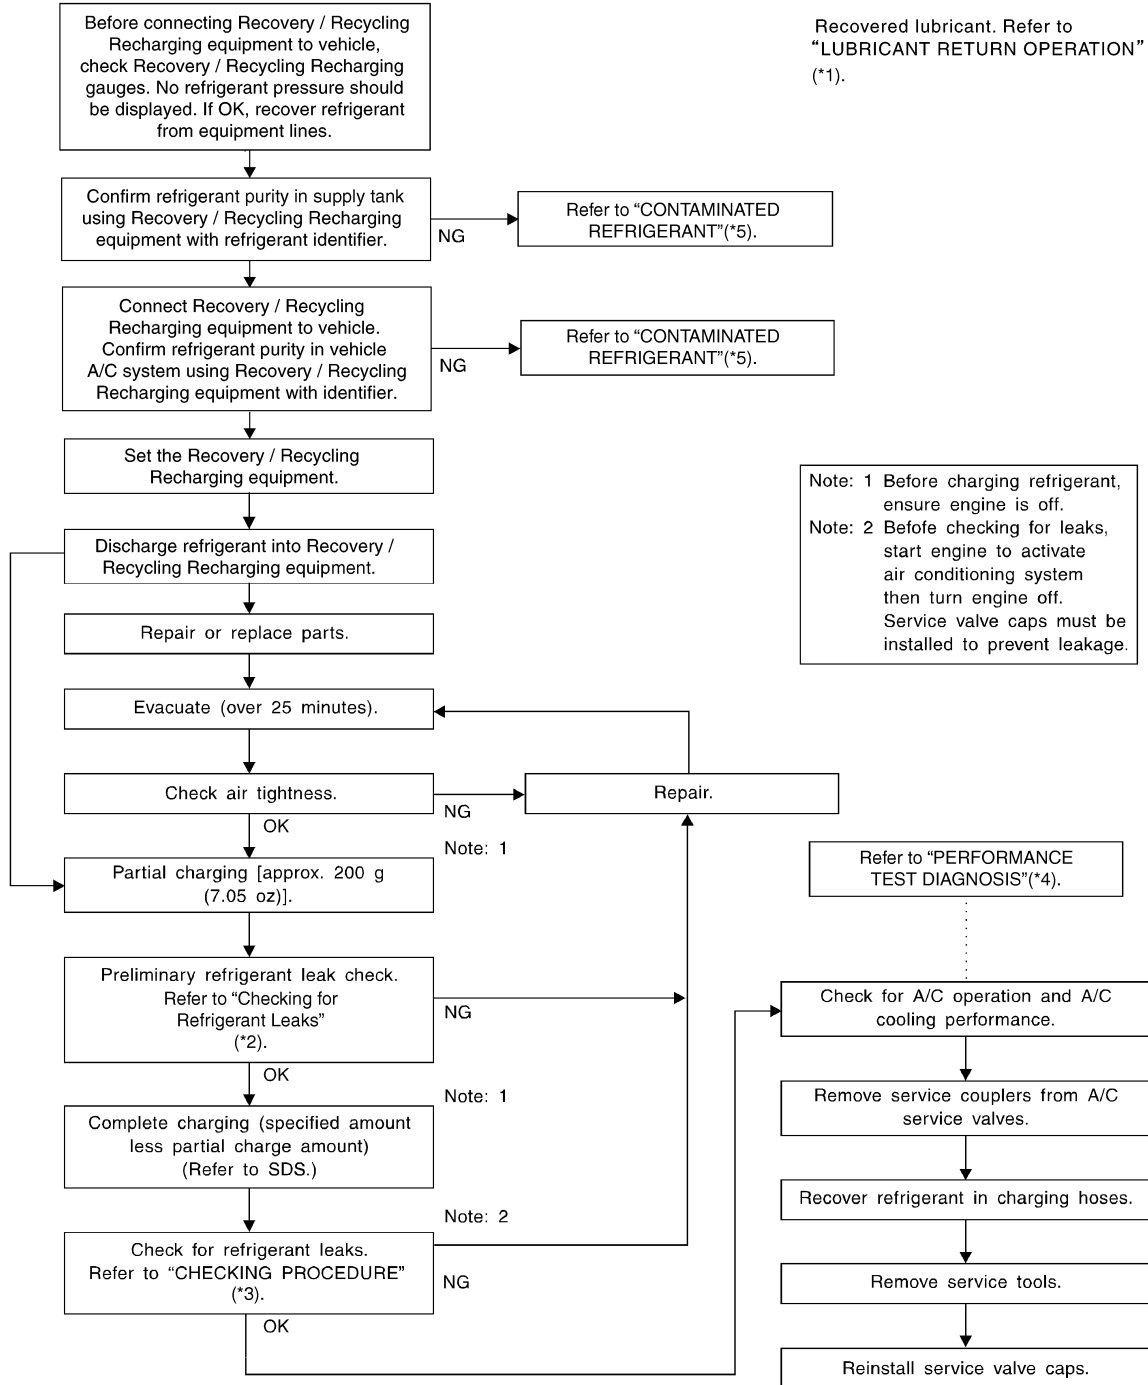 Before connecting Recovery / Recycling
Recharging equipment to vehicle,
check Recovery / Recycling Recharging
gauges. No refrigerant pressure should
be displayed. If OK, recover refrigerant
from equipment lines.
Recovered lubricant. Refer to
“LUBRICANT RETURN OPERATION”
(*1).
Confirm refrigerant purity in supply tank
using Recovery / Recycling Recharging
equipment with refrigerant identifier.
NG
Refer to “CONTAMINATED
REFRIGERANT”(*5).
Connect Recovery / Recycling
Recharging equipment to vehicle.
Confirm refrigerant purity in vehicle
A/C system using Recovery / Recycling
Recharging equipment with identifier.
NG
Refer to “CONTAMINATED
REFRIGERANT”(*5).
Set the Recovery / Recycling
Recharging equipment.
Note: 1 Before charging refrigerant,
ensure engine is off.
Note: 2 Befofe checking for leaks,
start engine to activate
air conditioning system
then turn engine off.
Service valve caps must be
installed to prevent leakage.
Discharge refrigerant into Recovery /
Recycling Recharging equipment.
Repair or replace parts.
Evacuate (over 25 minutes).
Check air tightness.
NG
Repair.
OK
Note: 1
Partial charging [approx. 200 g
(7.05 oz)].
Refer to “PERFORMANCE
TEST DIAGNOSIS”(*4).
Preliminary refrigerant leak check.
Refer to “Checking for
Refrigerant Leaks”
(*2).
NG
OK
Note: 1
Complete charging (specified amount
less partial charge amount)
(Refer to SDS.)
Note: 2
Check for refrigerant leaks.
Refer to “CHECKING PROCEDURE”
(*3).
NG
OK
Check for A/C operation and A/C
cooling performance.
Remove service couplers from A/C
service valves.
Recover refrigerant in charging hoses.
Remove service tools.
Reinstall service valve caps.